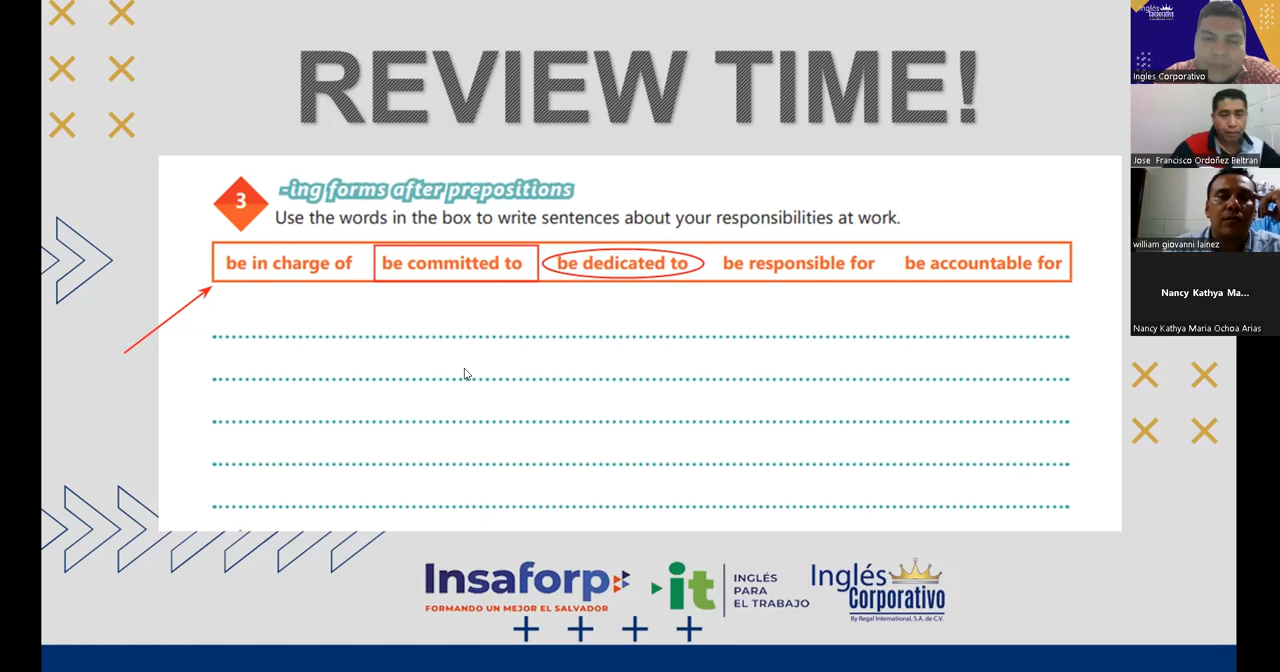 REVIEW TIME!
3
-ing forms after prepositions
Use the words in the box to write sentences about your responsibilities at work.
be in charge of be committed to be dedicated to be responsible for be accountable for
Insaforp
FORMANDO UN MEJOR EL SALVADOR
it
INGLÉS
PARA
EL TRABAJO
Inglés
Corporativo
By Regal International, S.A. de C.V.
Inglés
Corporativo
Ingles Corporativo
Jose Francisco Ordoñez Beltran
william giovanni lainez
Nancy Kathya Ma...
Nancy Kathya Maria Ochoa Arias